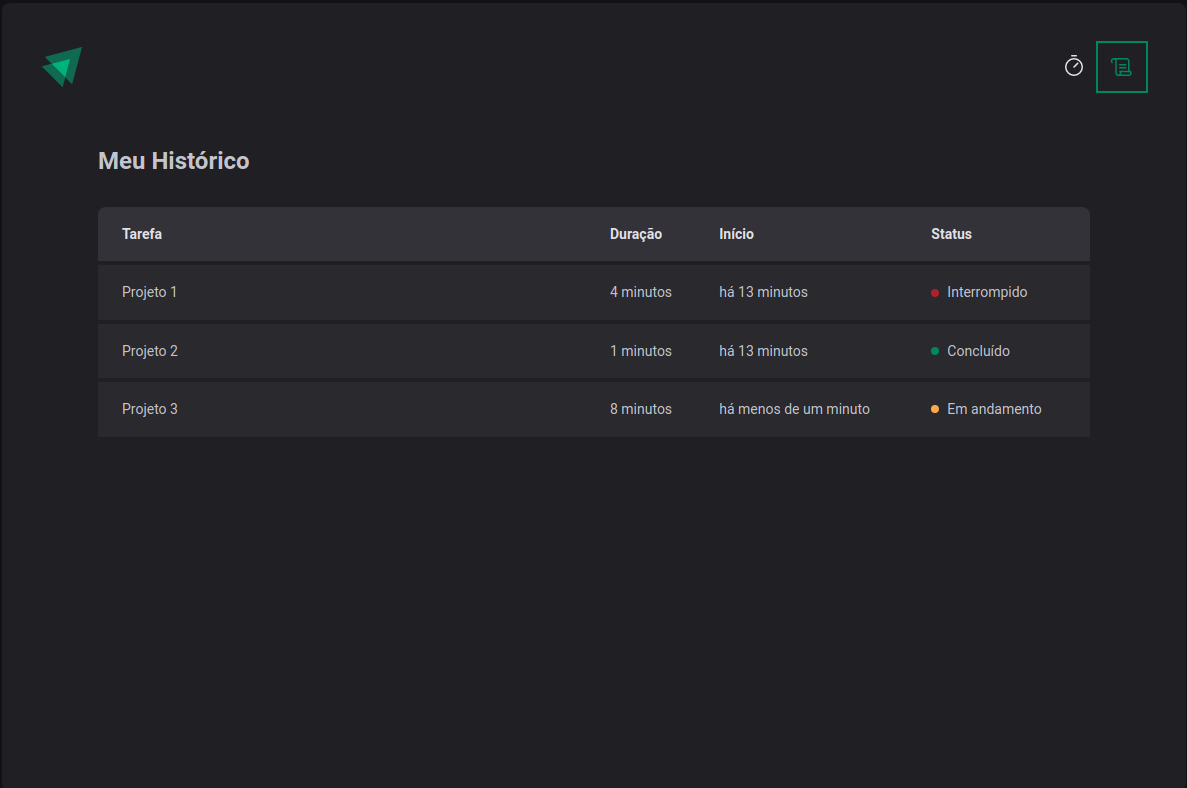 Meu Histórico
Tarefa Duração Início Status
Projeto 1 4 minutos há 13 minutos Interrompido
Projeto 2 1 minutos há 13 minutos Concluído
Projeto 3 8 minutos há menos de um minuto Em andamento